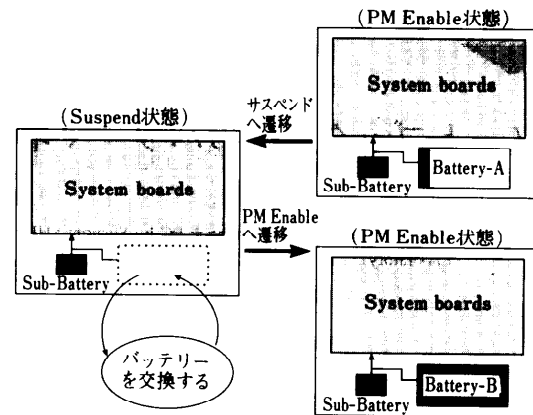 (PM Enable状態)
System boards
Sub-Battery
Battery-A
サスペンド
へ遷移
(Suspend状態)
System boards
Sub-Battery
PM Enable
へ遷移
(PM Enable状態)
System boards
Sub-Battery
Battery-B
バッテリー
を交換する